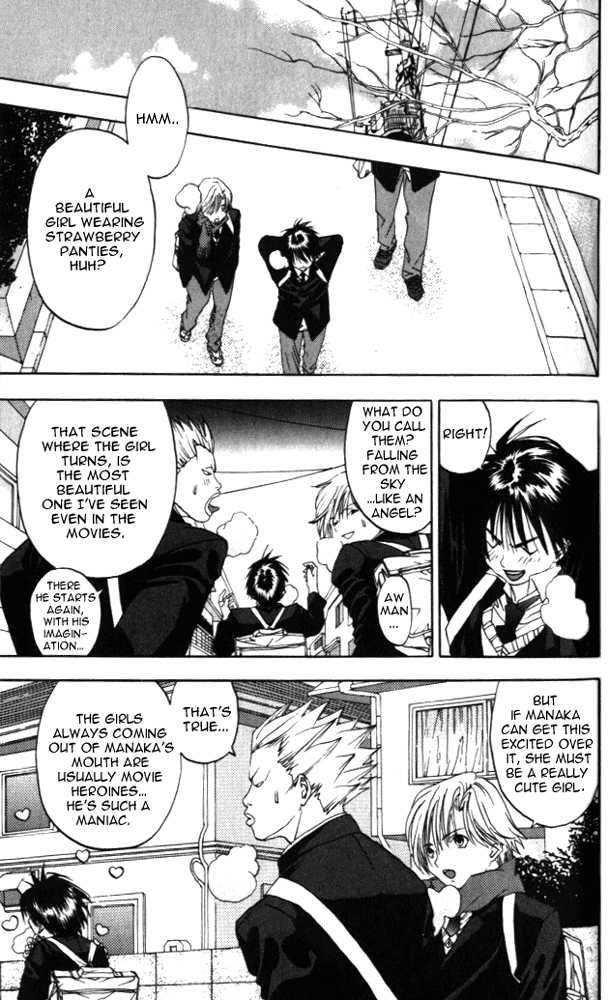 HMM..
A
BEAUTIFUL
GIRL WEARING
STRAWBERRY
PANTIES,
HUH?
RIGHT!
WHAT DO
YOU CALL
THEM?
FALLING
FROM THE
SKY
...LIKE AN
ANGEL?
AW
MAN
...
THAT SCENE
WHERE THE GIRL
TURNS, IS
THE MOST
BEAUTIFUL
ONE I'VE SEEN
EVEN IN THE
MOVIES.
THERE
HE STARTS
AGAIN,
WITH HIS
IMAGIN-
ATION...
BUT
IF MANAKA
CAN GET THIS
EXCITED OVER
IT, SHE MUST
BE A REALLY
CUTE GIRL.
THAT'S
TRUE...
THE GIRLS
ALWAYS COMING
OUT OF MANAKA'S
MOUTH ARE
USUALLY MOVIE
HEROINES...
HE'S SUCH A
MANIAC.